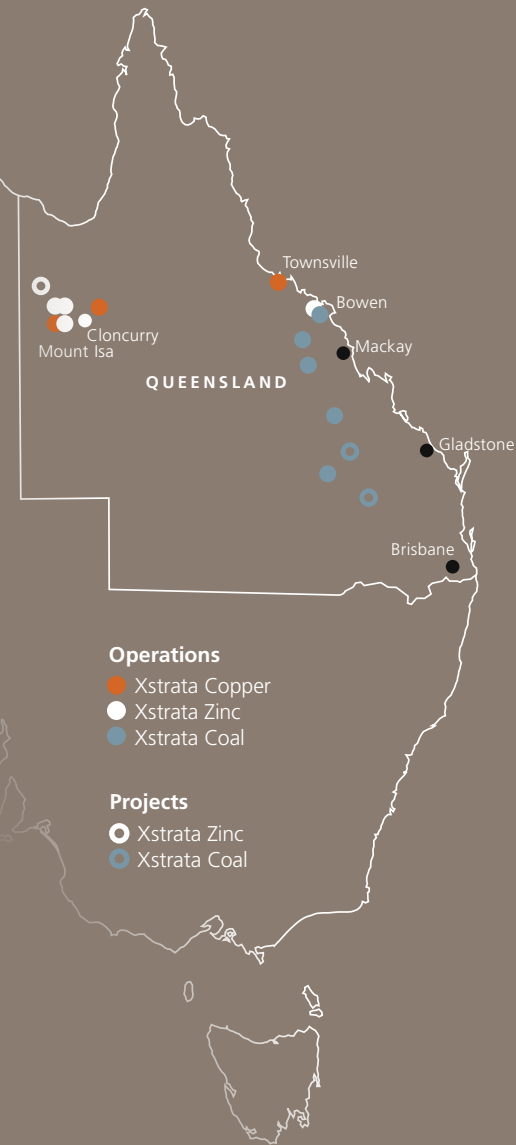 Townsville
Bowen
Cloncurry
Mount Isa
Mackay
QUEENSLAND
Gladstone
Brisbane
Operations
Xstrata Copper
Xstrata Zinc
Xstrata Coal
Projects
Xstrata Zinc
Xstrata Coal